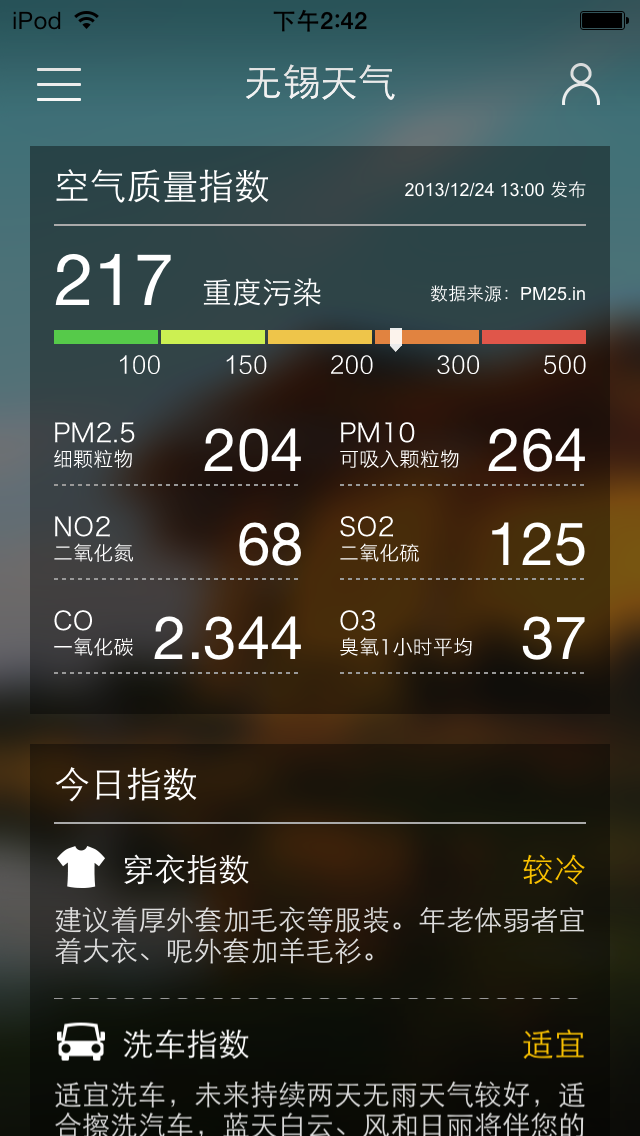 iPod 下午2:42
无锡天气
空气质量指数 2013/12/24 13:00 发布
217 重度污染 数据来源：PM25.in
100 150 200 300 500
PM2.5 细颗粒物 204
PM10 可吸入颗粒物 264
NO2 二氧化氮 68
SO2 二氧化硫 125
CO 一氧化碳 2.344
O3 臭氧1小时平均 37
今日指数
穿衣指数 较冷
建议着厚外套加毛衣等服装。年老体弱者宜
着大衣、呢外套加羊毛衫。
洗车指数 适宜
适宜洗车，未来持续两天无雨天气较好，适
合擦洗汽车，蓝天白云、风和日丽将伴您的